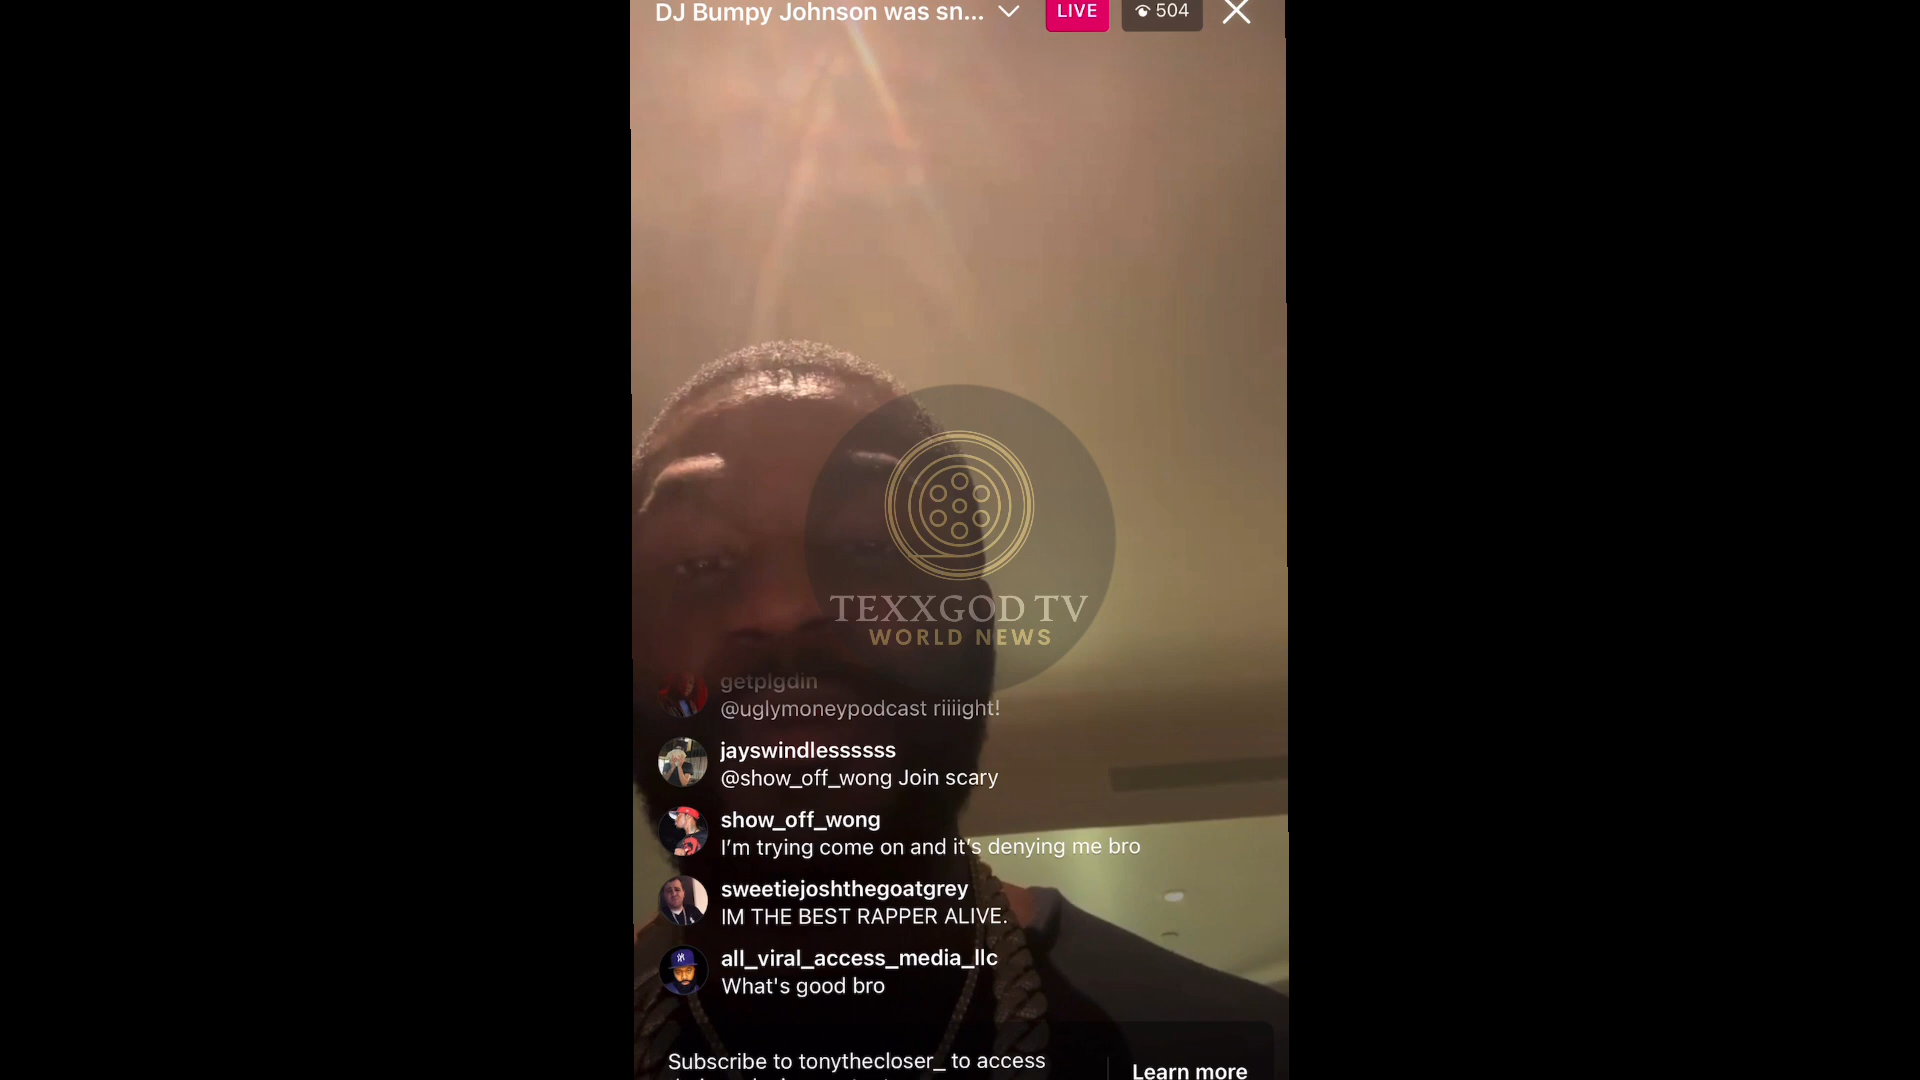 DJ Bumpy Johnson was sn...
LIVE
504
TEXXGOD TV
WORLD NEWS
getplgdin
@uglymoneypodcast riiiight!
jayswindlessssss
@show_off_wong Join scary
show_off_wong
I'm trying come on and it's denying me bro
sweetiejoshthegoatgrey
IM THE BEST RAPPER ALIVE.
all_viral_access_media_llc
What's good bro
Subscribe to tonythecloser_ to access
Learn more